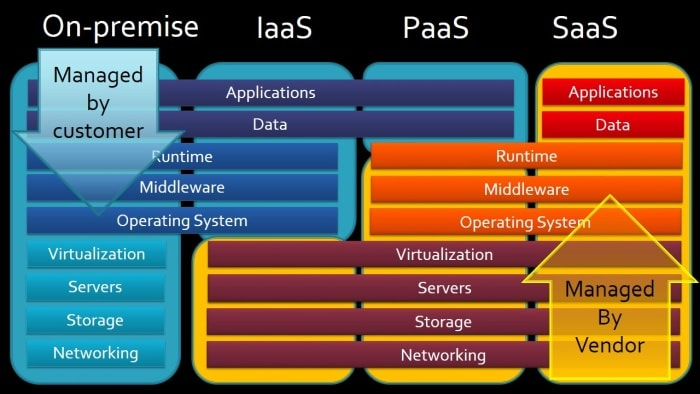 On-premise IaaS PaaS SaaS
Managed
by
customer
Applications Applications
Data Data
Runtime Runtime
Middleware Middleware
Operating System Operating System
Virtualization Virtualization
Servers Servers
Storage Storage
Networking Networking
Managed
By
Vendor